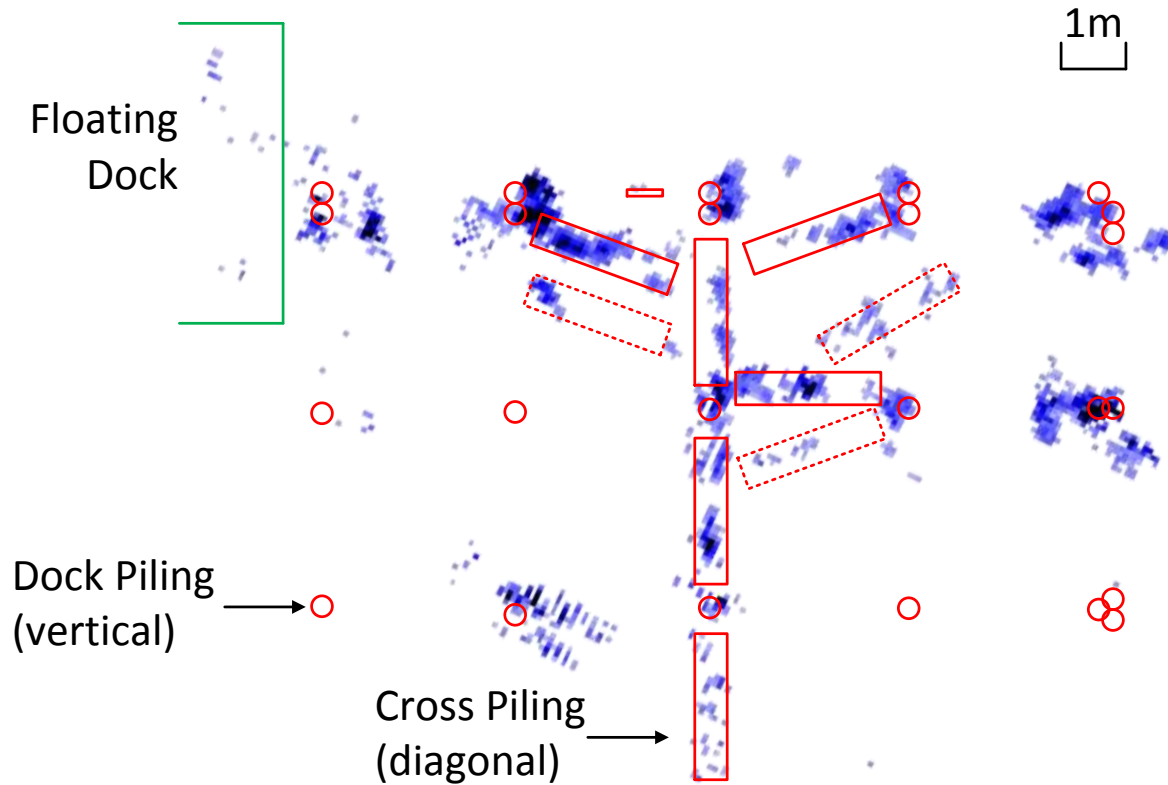 1m
Floating
Dock
Dock Piling
(vertical)
Cross Piling
(diagonal)